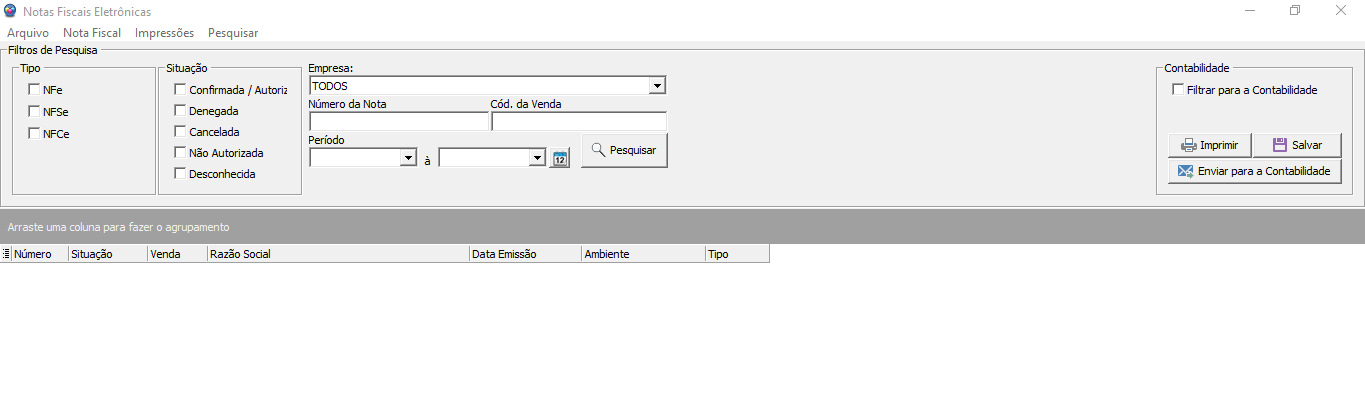 Notas Fiscais Eletrônicas
Arquivo Nota Fiscal Impressões Pesquisar
Filtros de Pesquisa
Tipo
NFe
NFSe
NFCe
Situação
Confirmada / Autoriz
Denegada
Cancelada
Não Autorizada
Desconhecida
Empresa:
TODOS
Número da Nota Cód. da Venda
Período
à
12
Pesquisar
Contabilidade
Filtrar para a Contabilidade
Imprimir Salvar
Enviar para a Contabilidade
Arraste uma coluna para fazer o agrupamento
Número Situação Venda Razão Social Data Emissão Ambiente Tipo